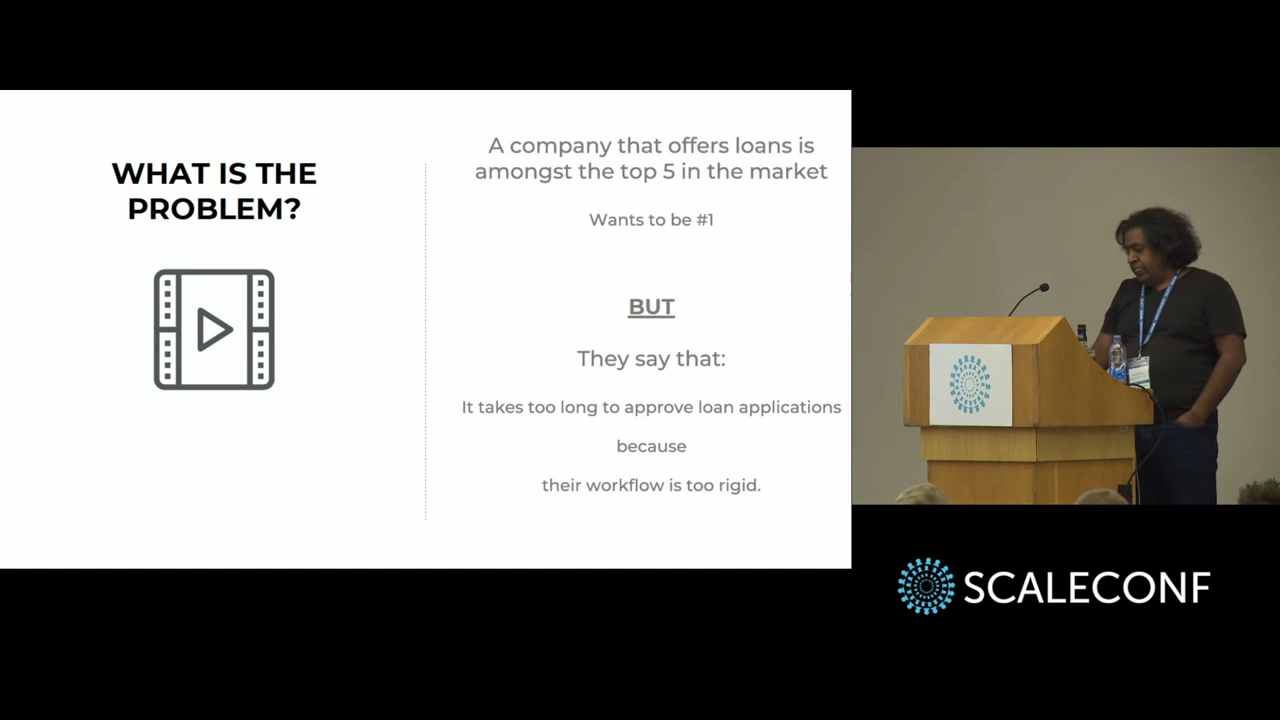 WHAT IS THE
PROBLEM?
A company that offers loans is
amongst the top 5 in the market
Wants to be #1
BUT
They say that:
It takes too long to approve loan applications
because
their workflow is too rigid.
SCALECONF